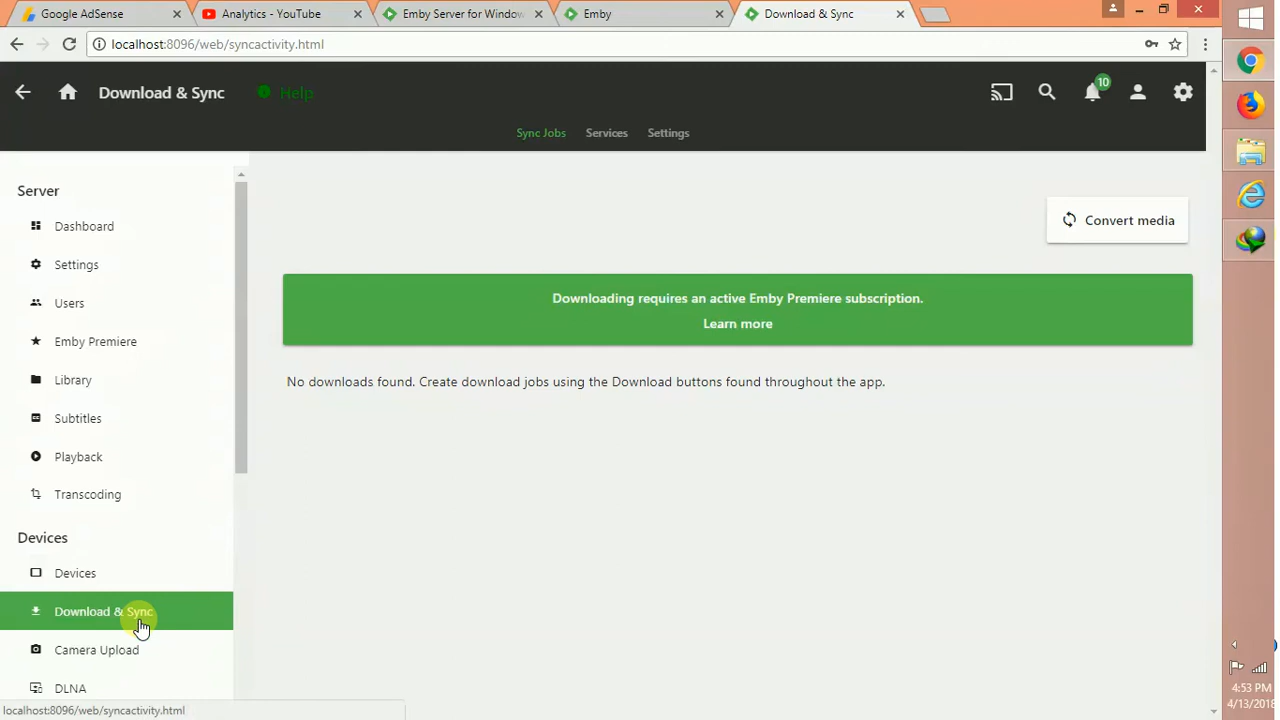 Google AdSense
Analytics - YouTube
Emby Server for Window
Emby
Download & Sync
localhost:8096/web/syncactivity.html
Download & Sync
Help
10
Sync Jobs
Services
Settings
Server
Dashboard
Settings
Users
Emby Premiere
Library
Subtitles
Playback
Transcoding
Devices
Devices
Download & Sync
Camera Upload
DLNA
Convert media
Downloading requires an active Emby Premiere subscription.
Learn more
No downloads found. Create download jobs using the Download buttons found throughout the app.
localhost:8096/web/syncactivity.html
4:53 PM
4/13/2018